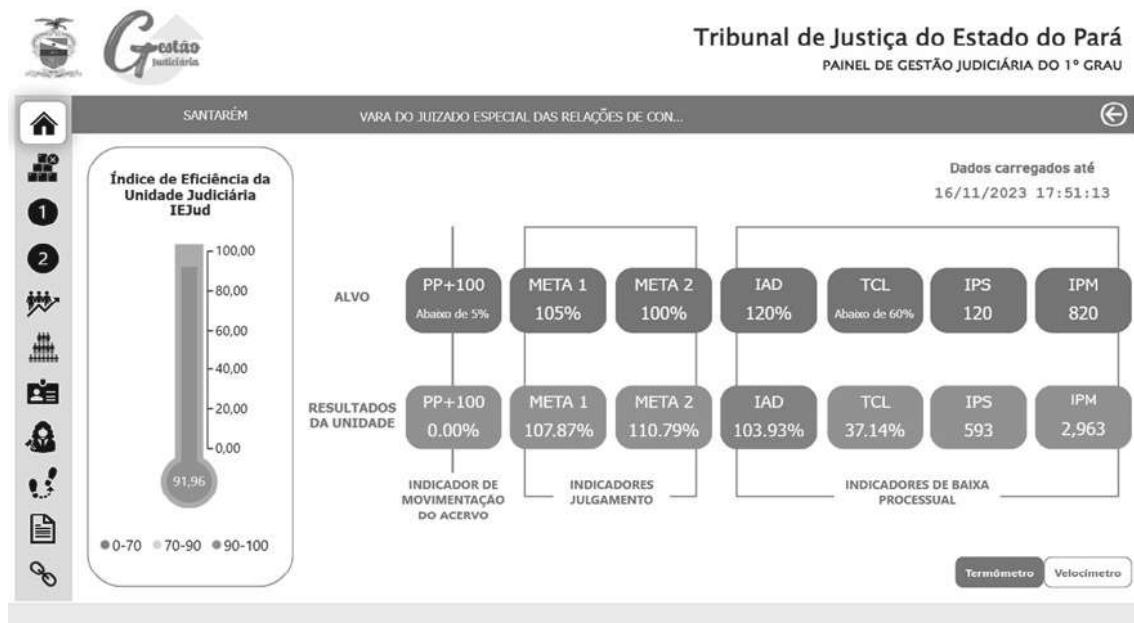 Gestão
Judiciária
Tribunal de Justiça do Estado do Pará
PAINEL DE GESTÃO JUDICIÁRIA DO 1º GRAU
SANTARÉM
VARA DO JUIZADO ESPECIAL DAS RELAÇÕES DE CON...
1
2
Índice de Eficiência da
Unidade Judiciária
IEJud
100,00
80,00
60,00
40,00
20,00
0,00
91,96
0-70 70-90 90-100
Dados carregados até
16/11/2023 17:51:13
ALVO
PP+100
Abaixo de 5%
META 1
105%
META 2
100%
IAD
120%
TCL
Abaixo de 60%
IPS
120
IPM
820
RESULTADOS
DA UNIDADE
PP+100
0.00%
META 1
107.87%
META 2
110.79%
IAD
103.93%
TCL
37.14%
IPS
593
IPM
2,963
INDICADOR DE
MOVIMENTAÇÃO
DO ACERVO
INDICADORES
JULGAMENTO
INDICADORES DE BAIXA
PROCESSUAL
Termômetro
Velocímetro